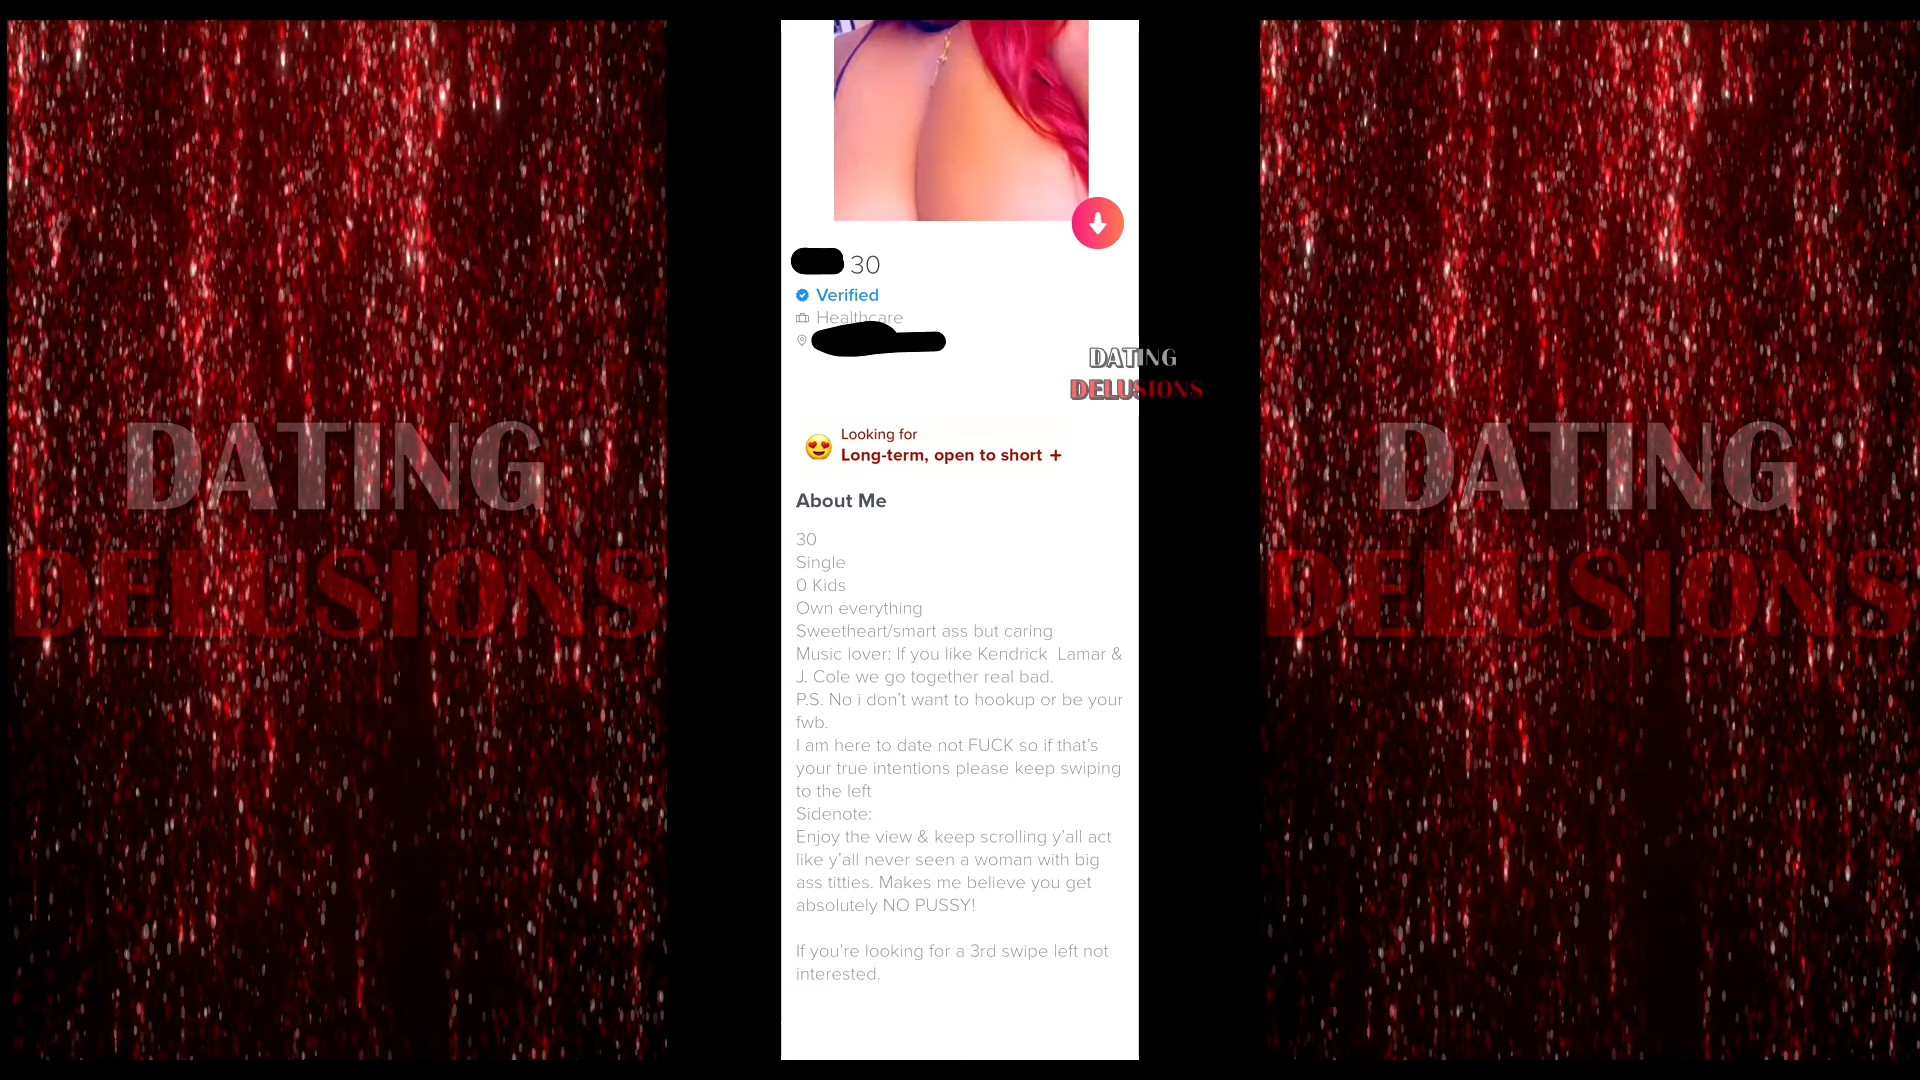 30
Verified
Healthcare
DATING
DELUSIONS
Looking for
Long-term, open to short
About Me
30
Single
0 Kids
Own everything
Sweetheart/smart ass but caring
Music lover: If you like Kendrick Lamar &
J. Cole we go together real bad.
P.S. No i don't want to hookup or be your
fwb.
I am here to date not FUCK so if that's
your true intentions please keep swiping
to the left
Sidenote:
Enjoy the view & keep scrolling y'all act
like y'all never seen a woman with big
ass titties. Makes me believe you get
absolutely NO PUSSY!
If you're looking for a 3rd swipe left not
interested.
DATING
DELUSIONS
DATING
DELUSIONS